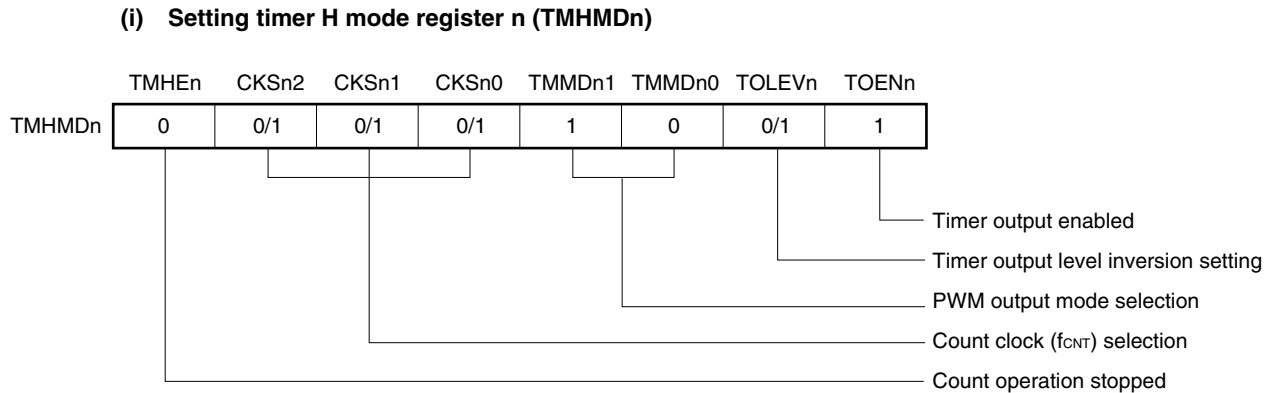 (i) Setting timer H mode register n (TMHMDn)
TMHEn CKSn2 CKSn1 CKSn0 TMMDn1 TMMDn0 TOLEVn TOENn
TMHMDn 0 0/1 0/1 0/1 1 0 0/1 1
Timer output enabled
Timer output level inversion setting
PWM output mode selection
Count clock (fCNT) selection
Count operation stopped